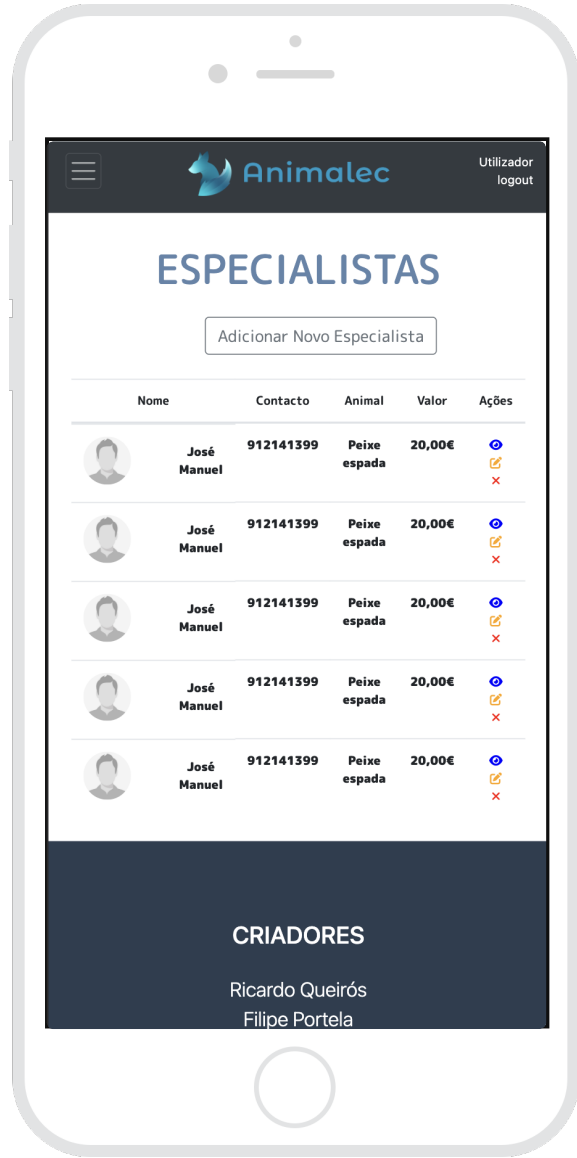 Animalec
Utilizador
logout
ESPECIALISTAS
Adicionar Novo Especialista
Nome Contacto Animal Valor Ações
José Manuel 912141399 Peixe espada 20,00€
José Manuel 912141399 Peixe espada 20,00€
José Manuel 912141399 Peixe espada 20,00€
José Manuel 912141399 Peixe espada 20,00€
José Manuel 912141399 Peixe espada 20,00€
CRIADORES
Ricardo Queirós
Filipe Portela